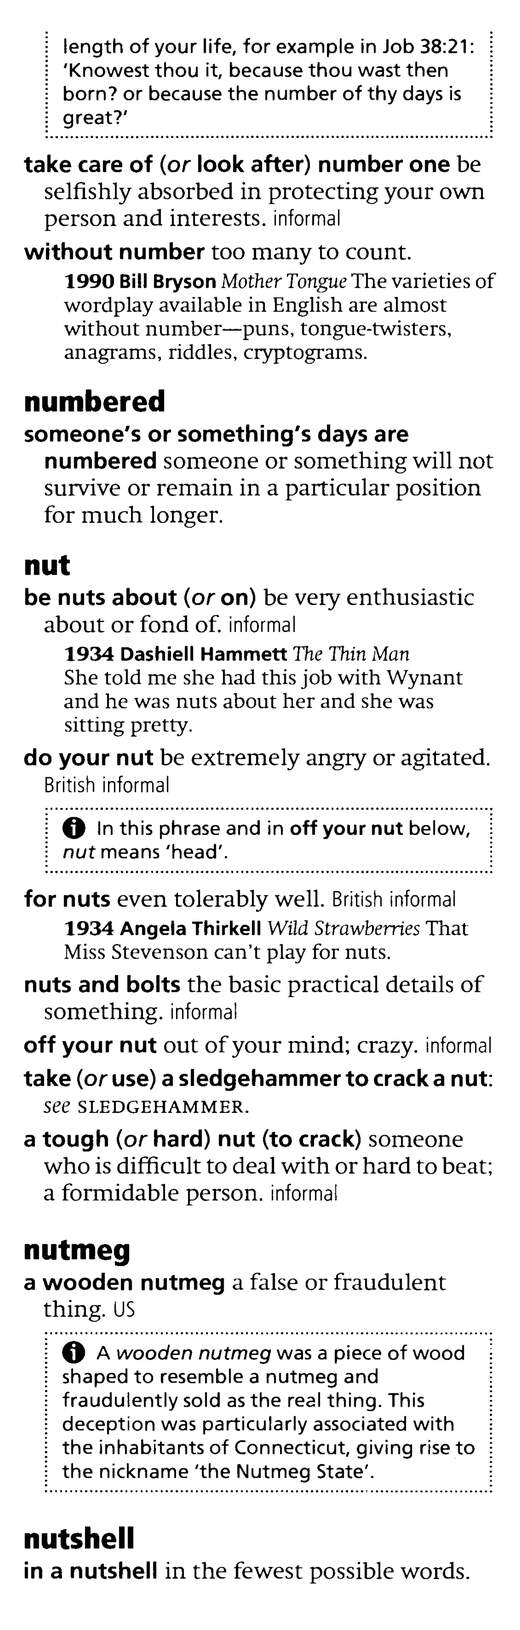 length of your life, for example in Job 38:21:
‘Knowest thou it, because thou wast then
born? or because the number of thy days is
great?’
take care of (or look after) number one be
selfishly absorbed in protecting your own
person and interests. informal
without number too many to count.
1990 Bill Bryson Mother Tongue The varieties of
wordplay available in English are almost
without number—puns, tongue-twisters,
anagrams, riddles, cryptograms.
numbered
someone's or something's days are
numbered someone or something will not
survive or remain in a particular position
for much longer.
nut
be nuts about (or on) be very enthusiastic
about or fond of. informal
1934 Dashiell Hammett The Thin Man
She told me she had this job with Wynant
and he was nuts about her and she was
sitting pretty.
do your nut be extremely angry or agitated.
British informal
In this phrase and in off your nut below,
nut means ‘head’.
for nuts even tolerably well. British informal
1934 Angela Thirkell Wild Strawberries That
Miss Stevenson can't play for nuts.
nuts and bolts the basic practical details of
something. informal
off your nut out of your mind; crazy. informal
take (or use) a sledgehammer to crack a nut:
see SLEDGEHAMMER.
a tough (or hard) nut (to crack) someone
who is difficult to deal with or hard to beat;
a formidable person. informal
nutmeg
a wooden nutmeg a false or fraudulent
thing. US
A wooden nutmeg was a piece of wood
shaped to resemble a nutmeg and
fraudulently sold as the real thing. This
deception was particularly associated with
the inhabitants of Connecticut, giving rise to
the nickname ‘the Nutmeg State’.
nutshell
in a nutshell in the fewest possible words.